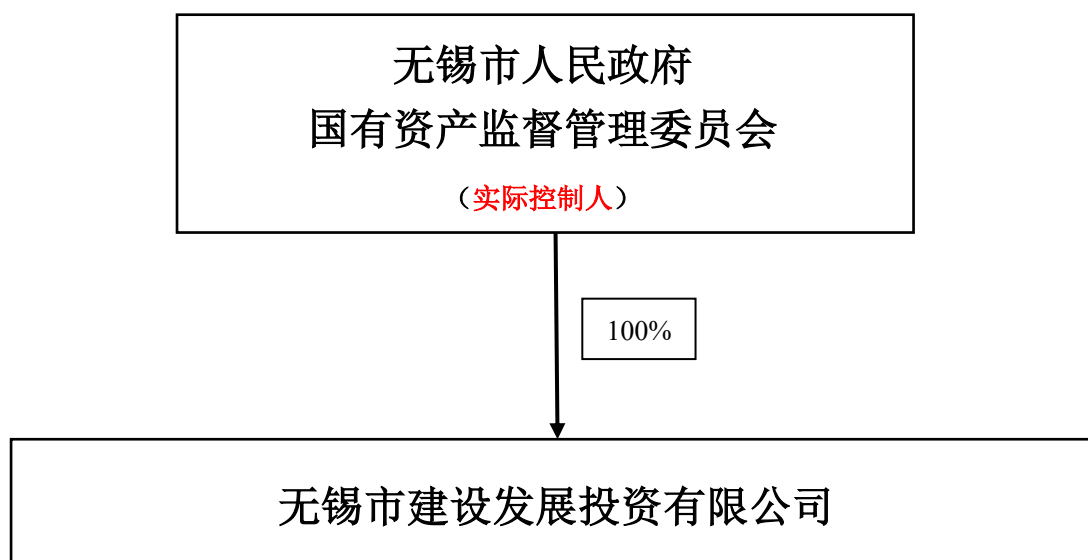 无锡市人民政府
国有资产监督管理委员会
（实际控制人）
100%
无锡市建设发展投资有限公司